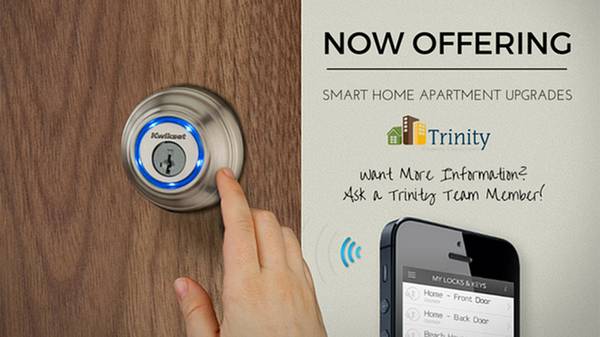 NOW OFFERING
SMART HOME APARTMENT UPGRADES
Trinity
Want More Information?
Ask a Trinity Team Member!
Kwikset
MY LOCKS & KEYS
Home - Front Door
Home - Back Door